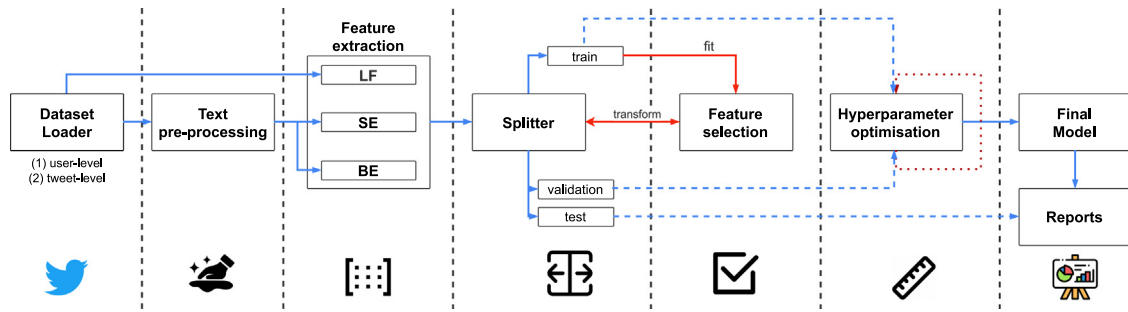 Feature
extraction
LF
SE
BE
Dataset
Loader
(1) user-level
(2) tweet-level
Text
pre-processing
Splitter
train
fit
transform
validation
test
Feature
selection
Hyperparameter
optimisation
Final
Model
Reports